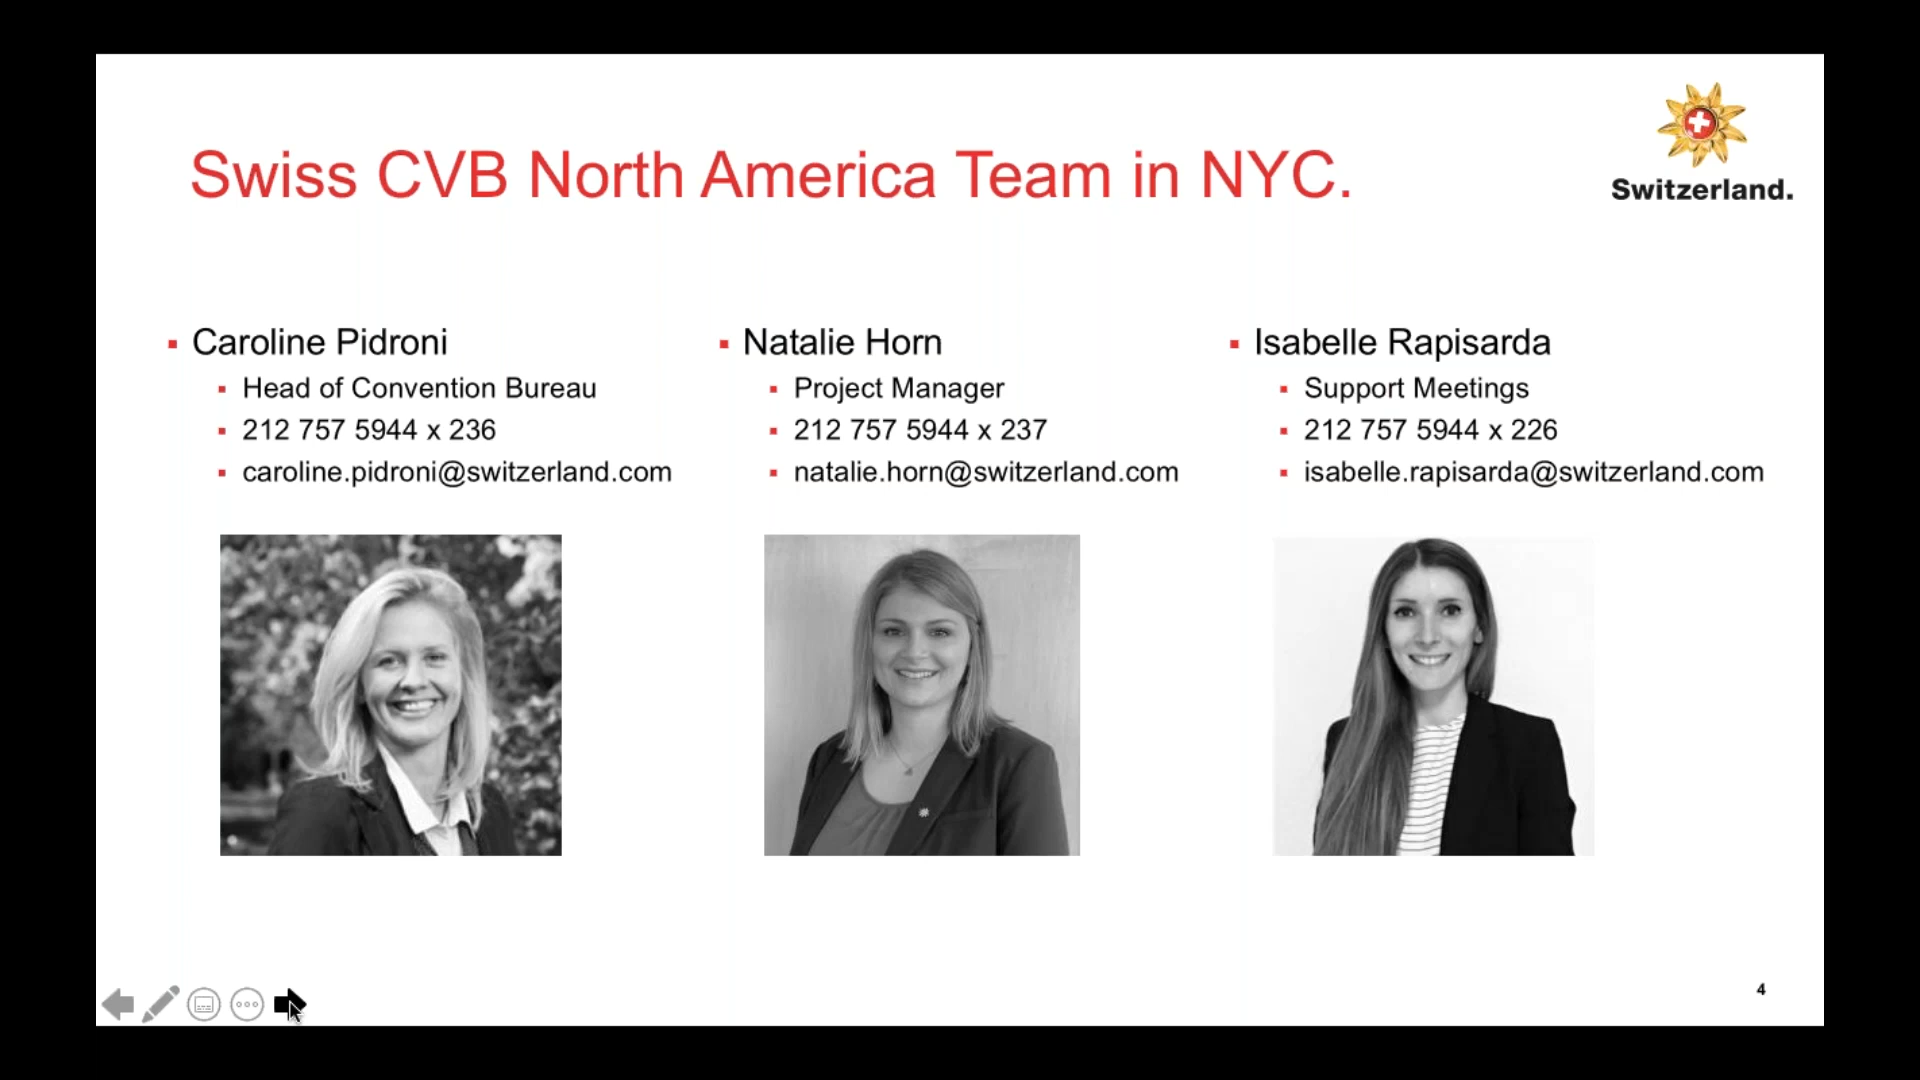 Swiss CVB North America Team in NYC.
Switzerland.
Caroline Pidroni
Head of Convention Bureau
212 757 5944 x 236
caroline.pidroni@switzerland.com
Natalie Horn
Project Manager
212 757 5944 x 237
natalie.horn@switzerland.com
Isabelle Rapisarda
Support Meetings
212 757 5944 x 226
isabelle.rapisarda@switzerland.com
4